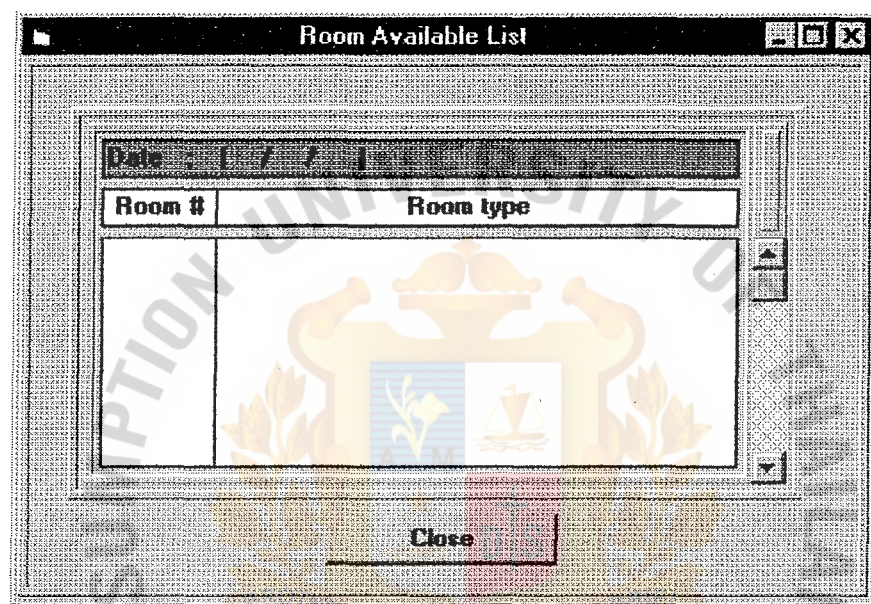 Room Available List
Date : [ / / ]
Room # Room type
Close